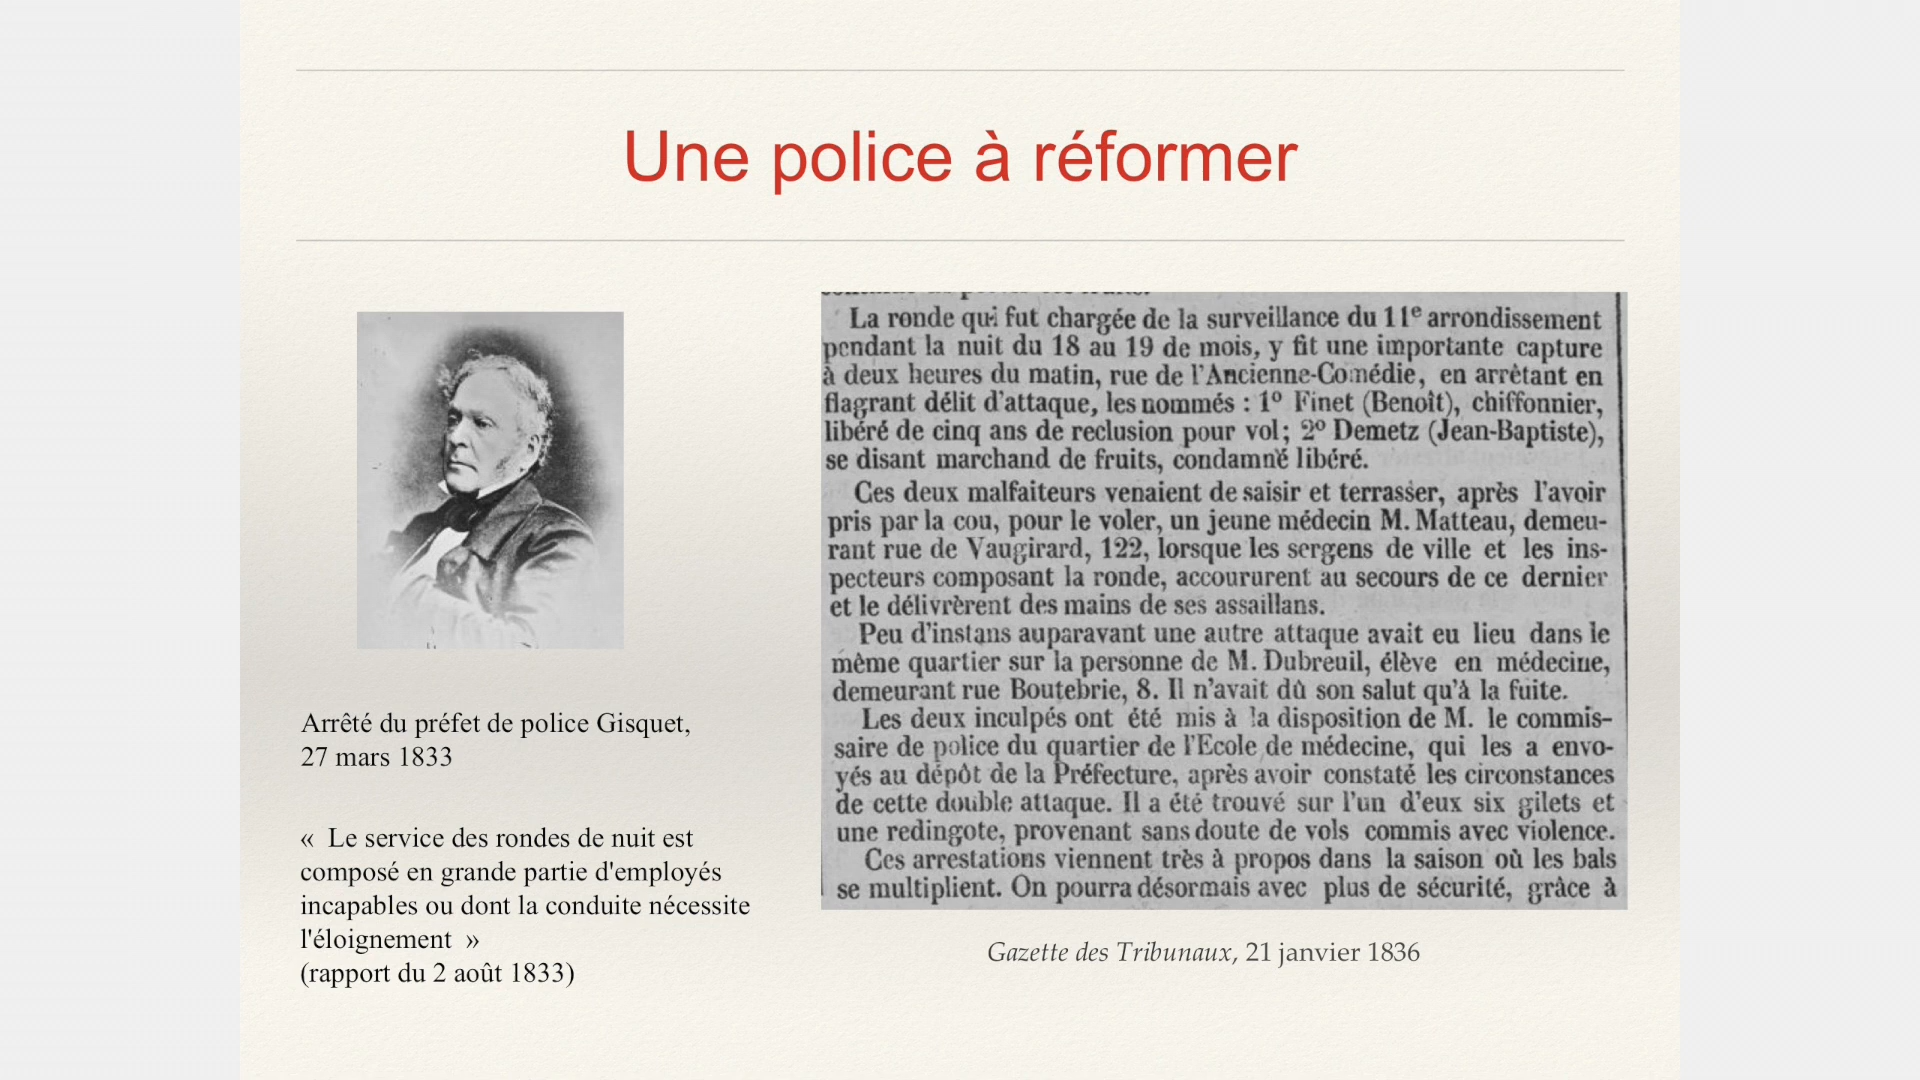 Une police à réformer
Arrêté du préfet de police Gisquet,
27 mars 1833
«  Le service des rondes de nuit est
composé en grande partie d'employés
incapables ou dont la conduite nécessite
l'éloignement  »
(rapport du 2 août 1833)
La ronde qui fut chargée de la surveillance du 11e arrondissement
pendant la nuit du 18 au 19 de mois, y fit une importante capture
à deux heures du matin, rue de l'Ancienne-Comédie, en arrêtant en
flagrant délit d'attaque, les nommés : 1º Finet (Benoît), chiffonnier,
libéré de cinq ans de reclusion pour vol; 2º Demetz (Jean-Baptiste),
se disant marchand de fruits, condamné libéré.
Ces deux malfaiteurs venaient de saisir et terrasser, après l'avoir
pris par la cou, pour le voler, un jeune médecin M. Matteau, demeu-
rant rue de Vaugirard, 122, lorsque les sergens de ville et les ins-
pecteurs composant la ronde, accoururent au secours de ce dernier
et le délivrèrent des mains de ses assaillans.
Peu d'instans auparavant une autre attaque avait eu lieu dans le
même quartier sur la personne de M. Dubreuil, élève en médecine,
demeurant rue Boutebrie, 8. Il n'avait dû son salut qu'à la fuite.
Les deux inculpés ont été mis à la disposition de M. le commis-
saire de police du quartier de l'Ecole de médecine, qui les a envo-
yés au dépôt de la Préfecture, après avoir constaté les circonstances
de cette double attaque. Il a été trouvé sur l'un d'eux six gilets et
une redingote, provenant sans doute de vols commis avec violence.
Ces arrestations viennent très à propos dans la saison où les bals
se multiplient. On pourra désormais avec plus de sécurité, grâce à
Gazette des Tribunaux, 21 janvier 1836